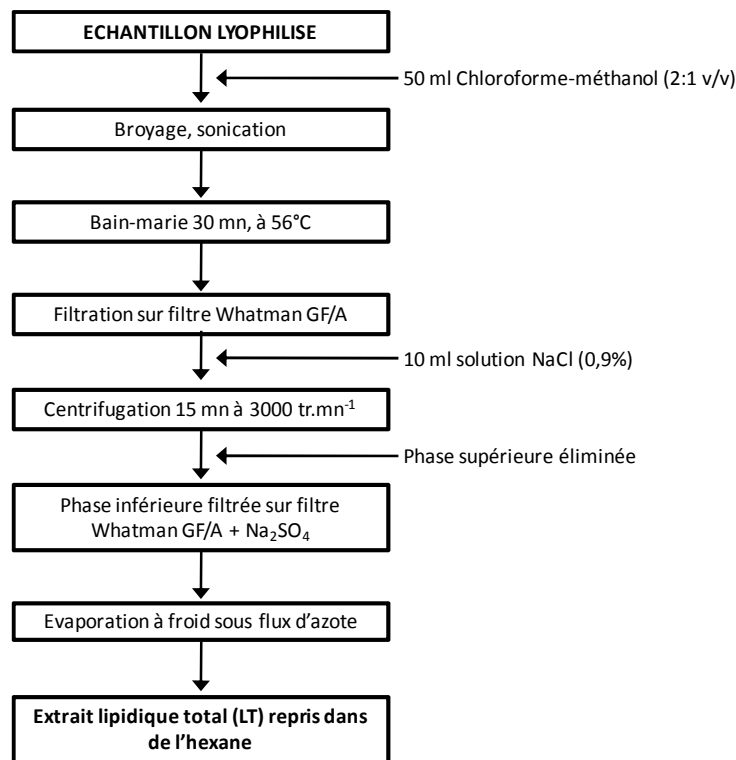 ECHANTILLON LYOPHILISE
50 ml Chloroforme-méthanol (2:1 v/v)
Broyage, sonication
Bain-marie 30 mn, à 56°C
Filtration sur filtre Whatman GF/A
10 ml solution NaCl (0,9%)
Centrifugation 15 mn à 3000 tr.mn⁻¹
Phase supérieure éliminée
Phase inférieure filtrée sur filtre
Whatman GF/A + Na₂SO₄
Evaporation à froid sous flux d’azote
Extrait lipidique total (LT) repris dans
de l’hexane